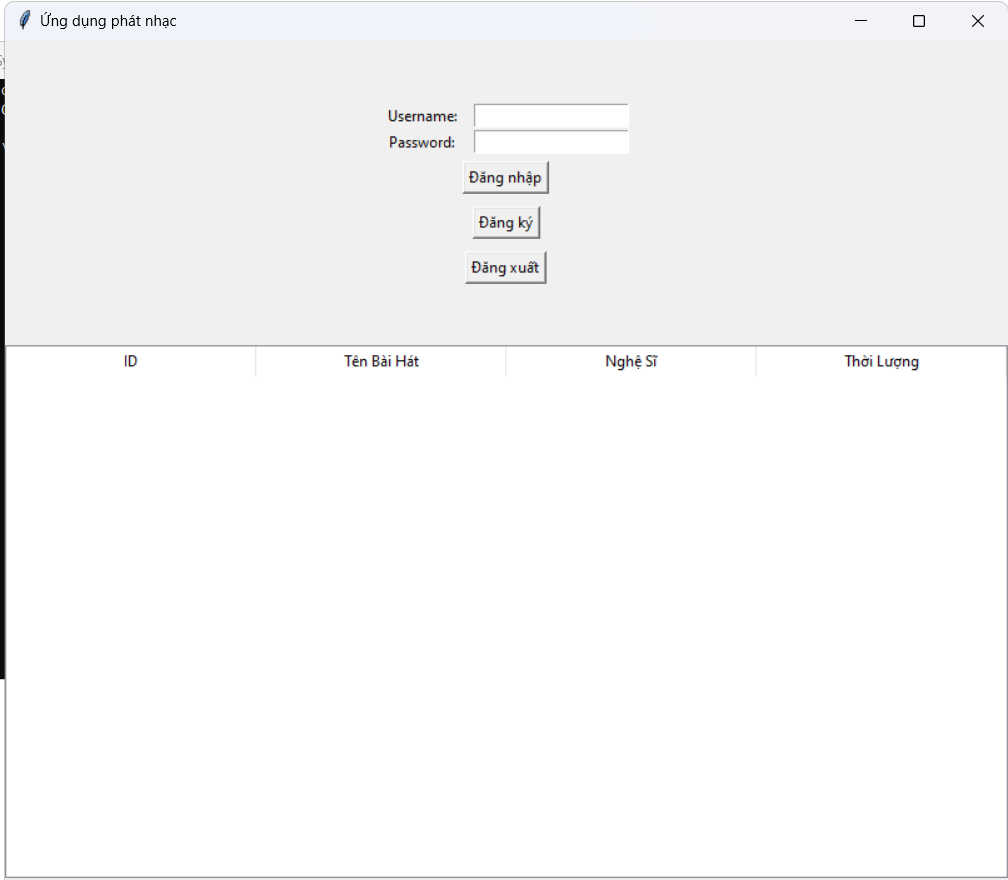 Ứng dụng phát nhạc
Username:
Password:
Đăng nhập
Đăng ký
Đăng xuất
ID Tên Bài Hát Nghệ Sĩ Thời Lượng